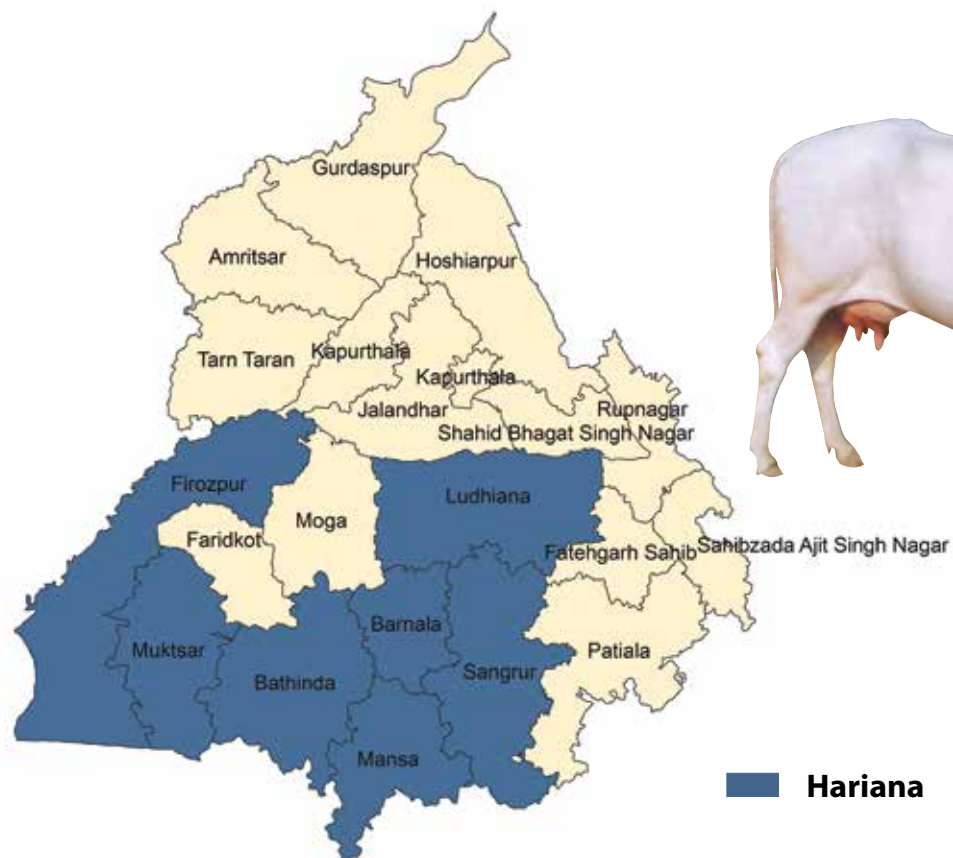 Gurdaspur
Amritsar
Hoshiarpur
Tarn Taran
Kapurthala
Kapurthala
Jalandhar
Rupnagar
Shahid Bhagat Singh Nagar
Firozpur
Ludhiana
Moga
Faridkot
Fatehgarh Sahib
Sahibzada Ajit Singh Nagar
Barnala
Muktsar
Patiala
Sangrur
Bathinda
Mansa
Hariana